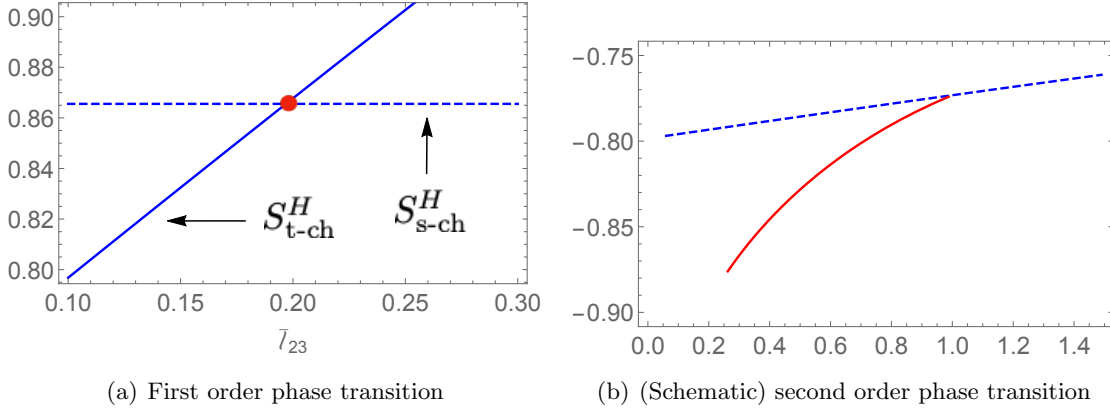 0.90
0.88
0.86
0.84
0.82
0.80
0.10 0.15 0.20 0.25 0.30
S^H_{t-ch}
S^H_{s-ch}
\bar{l}_{23}
(a) First order phase transition
−0.75
−0.80
−0.85
−0.90
0.0 0.2 0.4 0.6 0.8 1.0 1.2 1.4
(b) (Schematic) second order phase transition